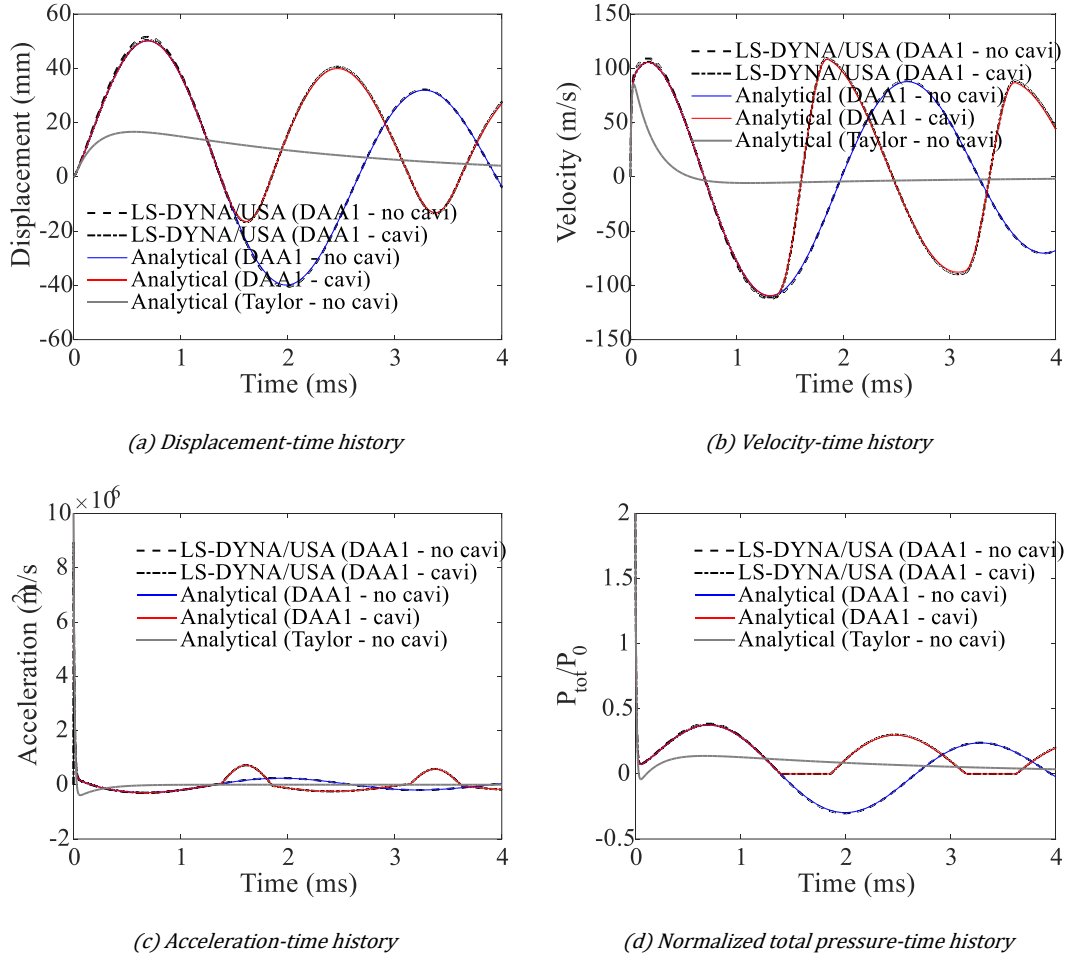 60
40
20
0
-20
-40
-60
Displacement (mm)
LS-DYNA/USA (DAA1 - no cavi)
LS-DYNA/USA (DAA1 - cavi)
Analytical (DAA1 - no cavi)
Analytical (DAA1 - cavi)
Analytical (Taylor - no cavi)
0 1 2 3 4
Time (ms)
(a) Displacement-time history
150
100
50
0
-50
-100
-150
Velocity (m/s)
LS-DYNA/USA (DAA1 - no cavi)
LS-DYNA/USA (DAA1 - cavi)
Analytical (DAA1 - no cavi)
Analytical (DAA1 - cavi)
Analytical (Taylor - no cavi)
0 1 2 3 4
Time (ms)
(b) Velocity-time history
10 ×10⁶
8
6
4
2
0
-2
Acceleration (m/s²)
LS-DYNA/USA (DAA1 - no cavi)
LS-DYNA/USA (DAA1 - cavi)
Analytical (DAA1 - no cavi)
Analytical (DAA1 - cavi)
Analytical (Taylor - no cavi)
0 1 2 3 4
Time (ms)
(c) Acceleration-time history
2
1.5
1
0.5
0
-0.5
P_tot/P_0
LS-DYNA/USA (DAA1 - no cavi)
LS-DYNA/USA (DAA1 - cavi)
Analytical (DAA1 - no cavi)
Analytical (DAA1 - cavi)
Analytical (Taylor - no cavi)
0 1 2 3 4
Time (ms)
(d) Normalized total pressure-time history